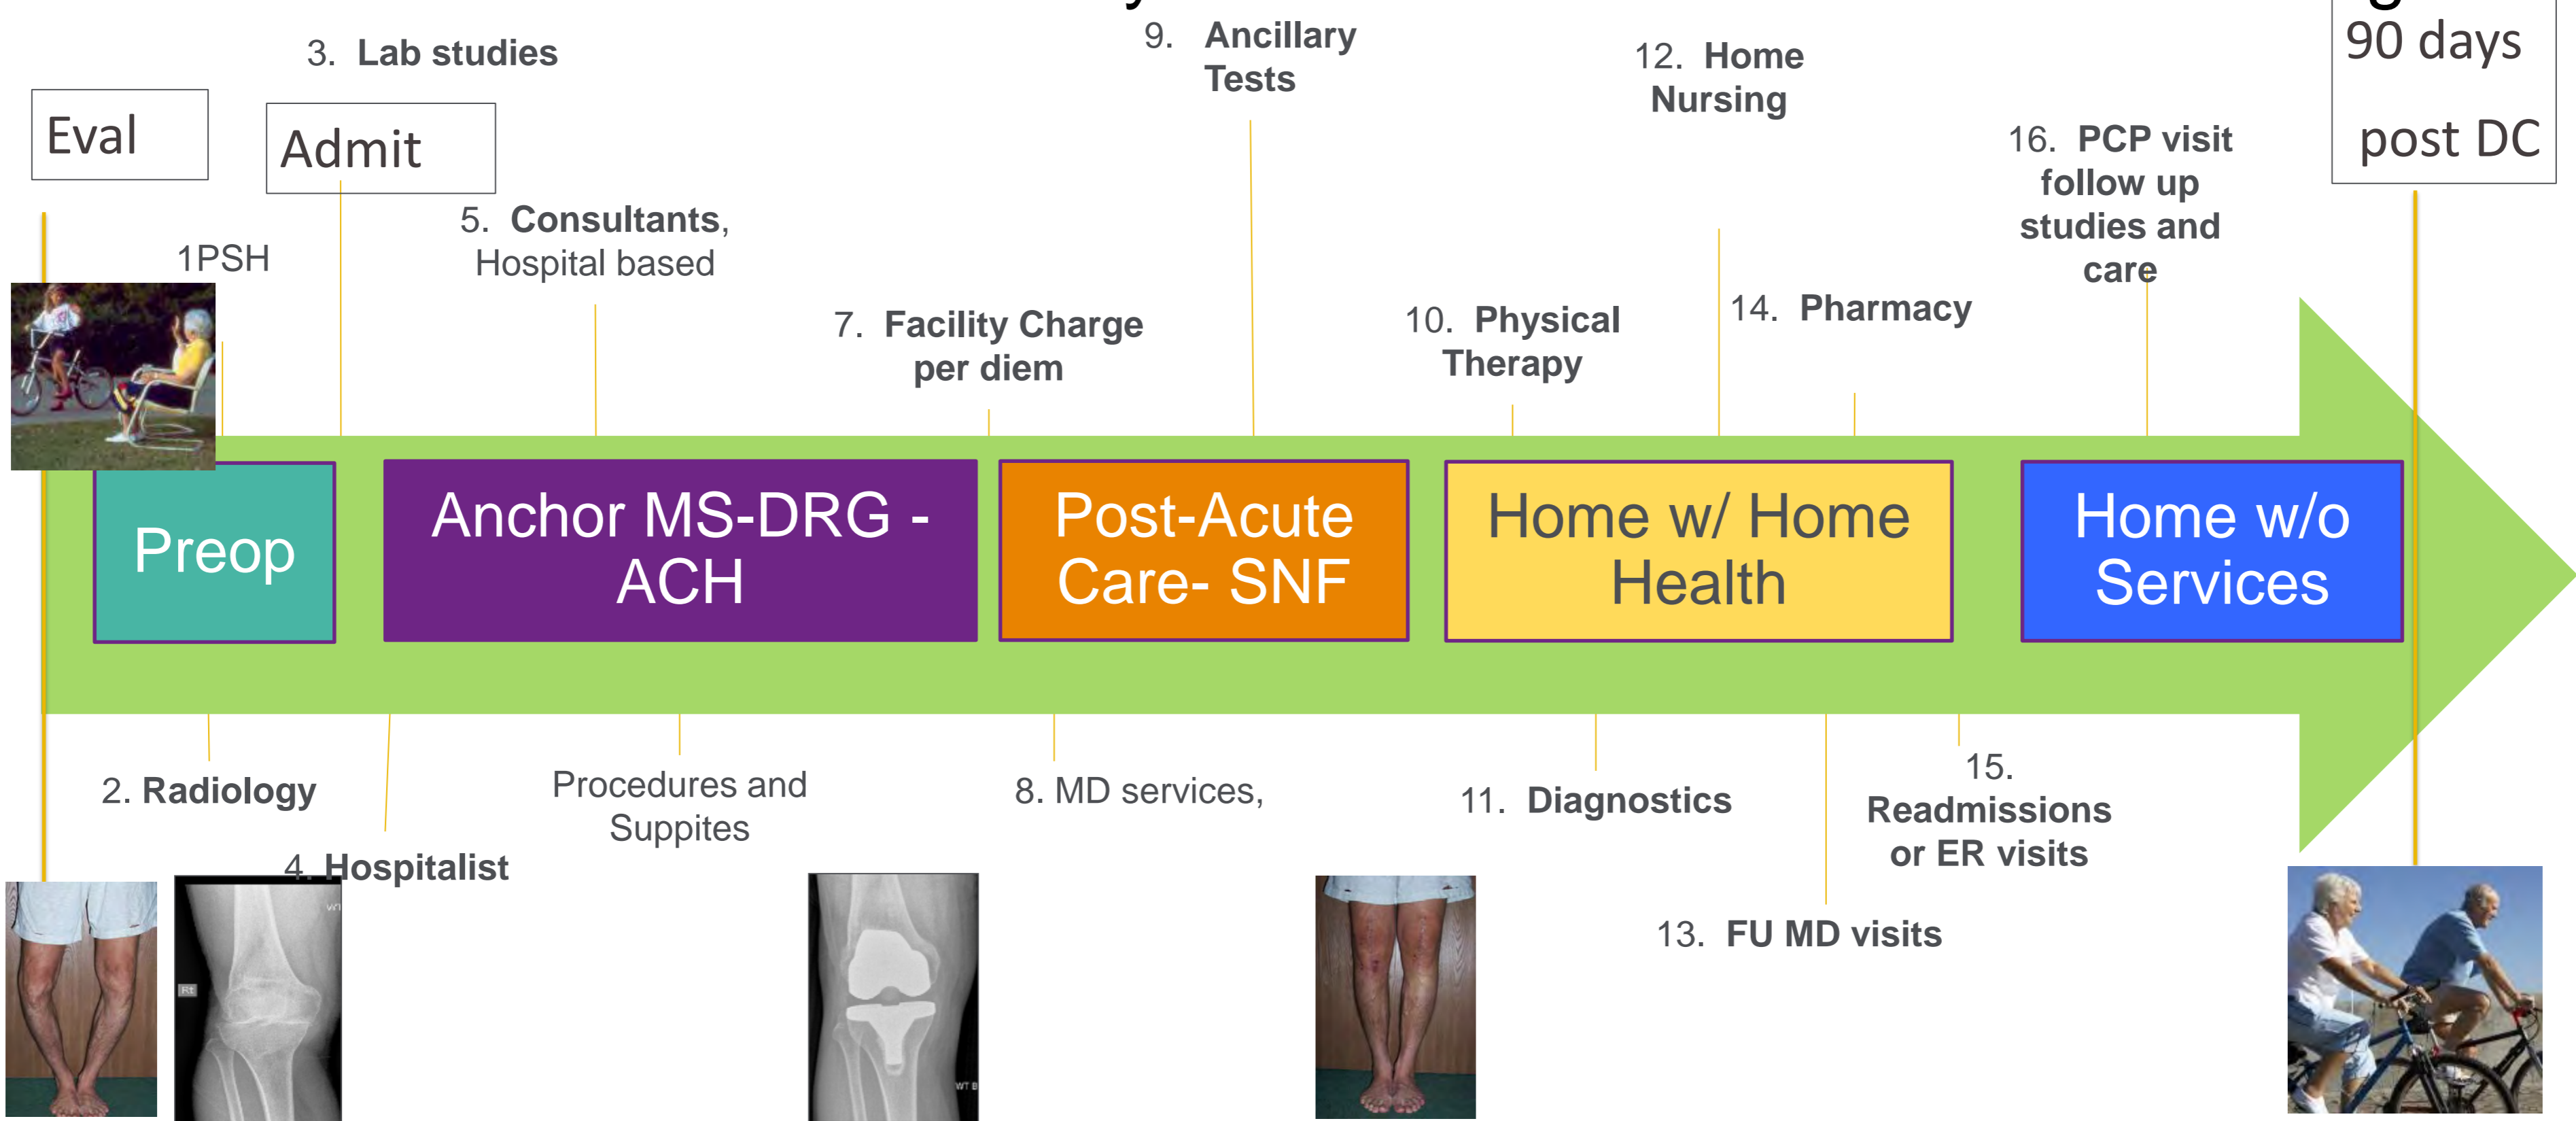 3. Lab studies
9. Ancillary
Tests
12. Home
Nursing
90 days
post DC
Eval
Admit
16. PCP visit
follow up
studies and
care
5. Consultants,
Hospital based
1PSH
7. Facility Charge
per diem
10. Physical
Therapy
14. Pharmacy
Preop
Anchor MS-DRG -
ACH
Post-Acute
Care- SNF
Home w/ Home
Health
Home w/o
Services
2. Radiology
Procedures and
Suppites
8. MD services,
11. Diagnostics
15.
Readmissions
or ER visits
4. Hospitalist
13. FU MD visits
Rt
WT B